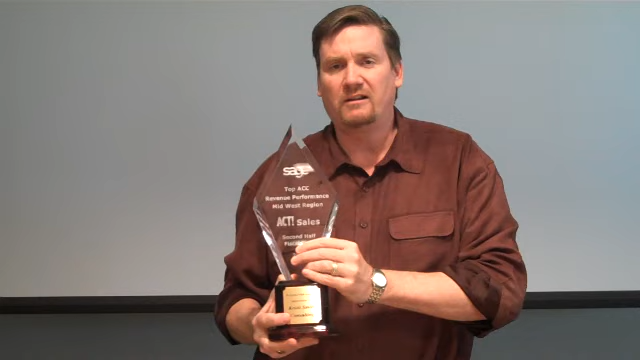 sage
Top ACC
Revenue Performance
Mid West Region
ACT! Sales
Second Half